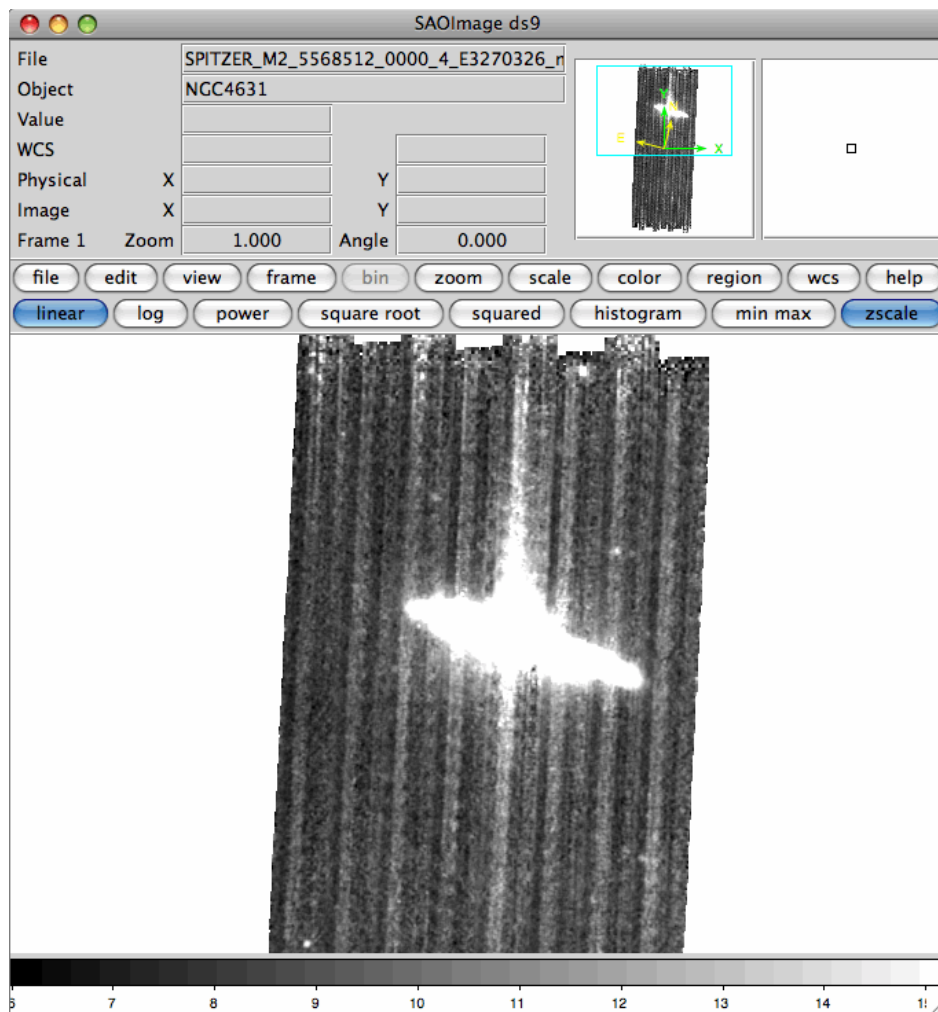 SAOImage ds9
File SPITZER_M2_5568512_0000_4_E3270326_
Object NGC4631
Value
WCS
Physical X Y
Image X Y
Frame 1 Zoom 1.000 Angle 0.000
Y
N
E
X
file edit view frame bin zoom scale color region wcs help
linear log power square root squared histogram min max zscale
7 8 9 10 11 12 13 14